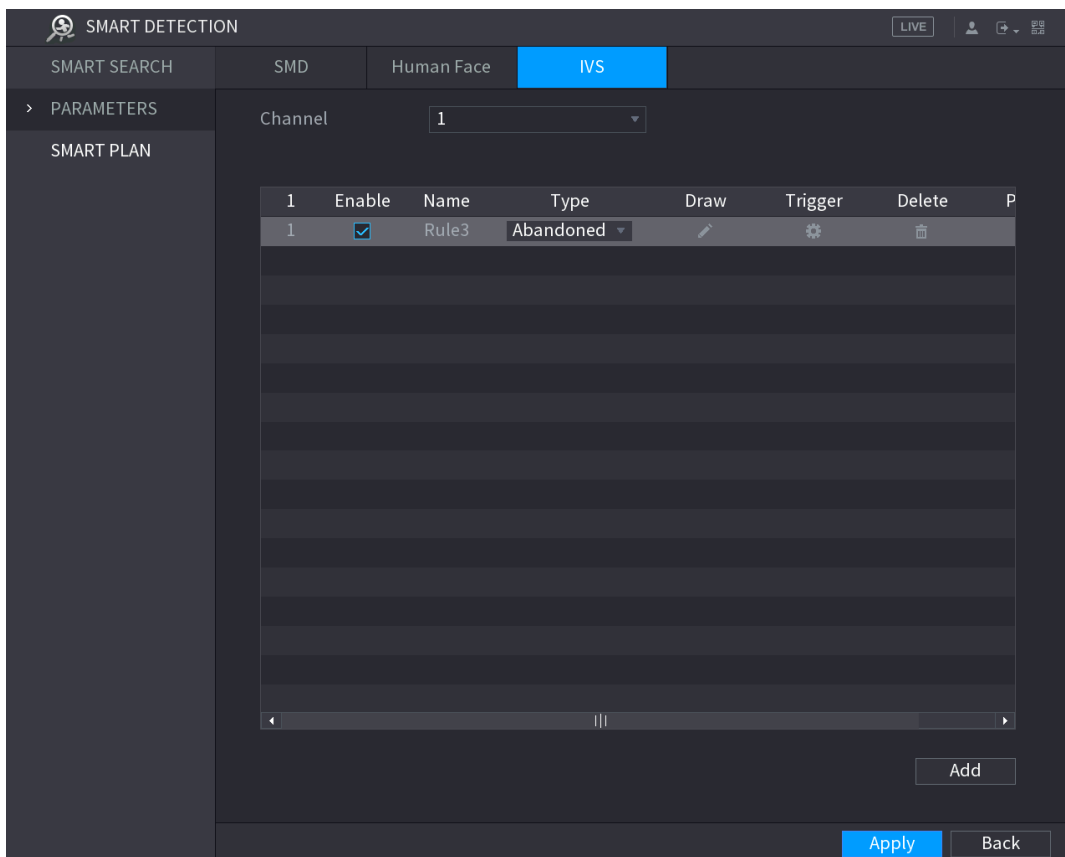 SMART DETECTION
LIVE
SMART SEARCH
PARAMETERS
SMART PLAN
SMD Human Face IVS
Channel 1
1 Enable Name Type Draw Trigger Delete P
1 Rule3 Abandoned
Add
Apply Back